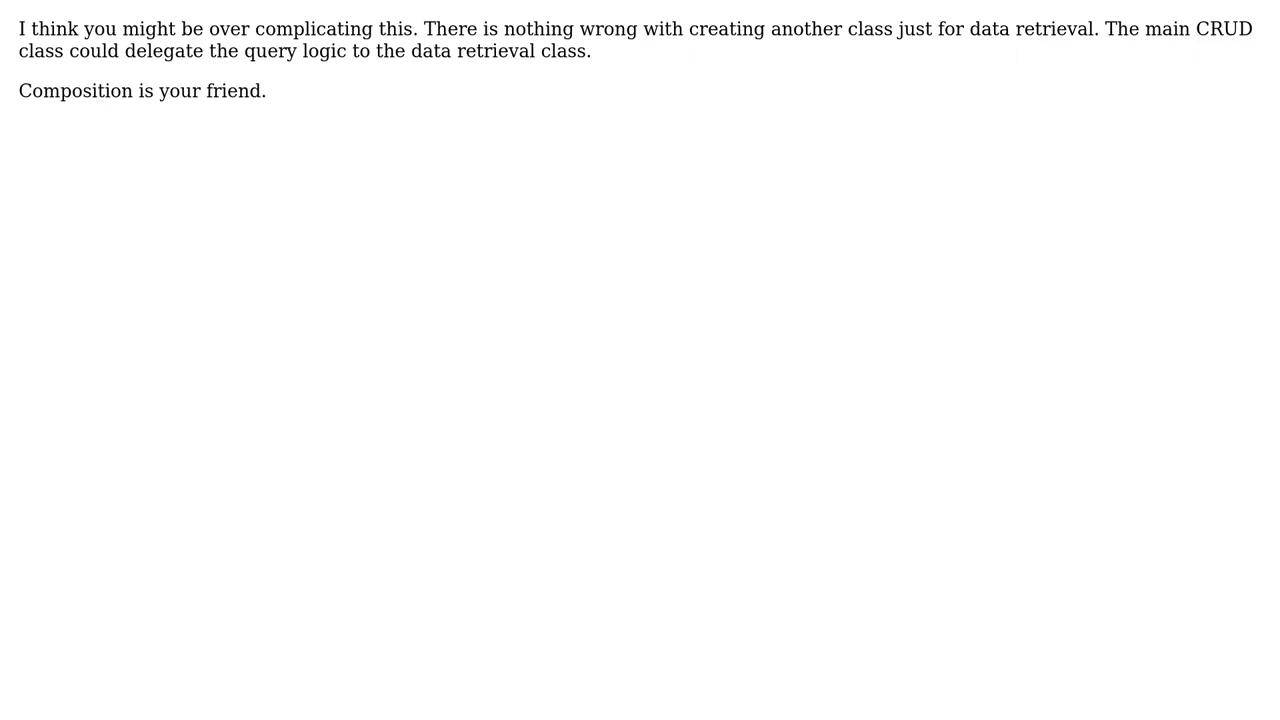 I think you might be over complicating this. There is nothing wrong with creating another class just for data retrieval. The main CRUD
class could delegate the query logic to the data retrieval class.
Composition is your friend.